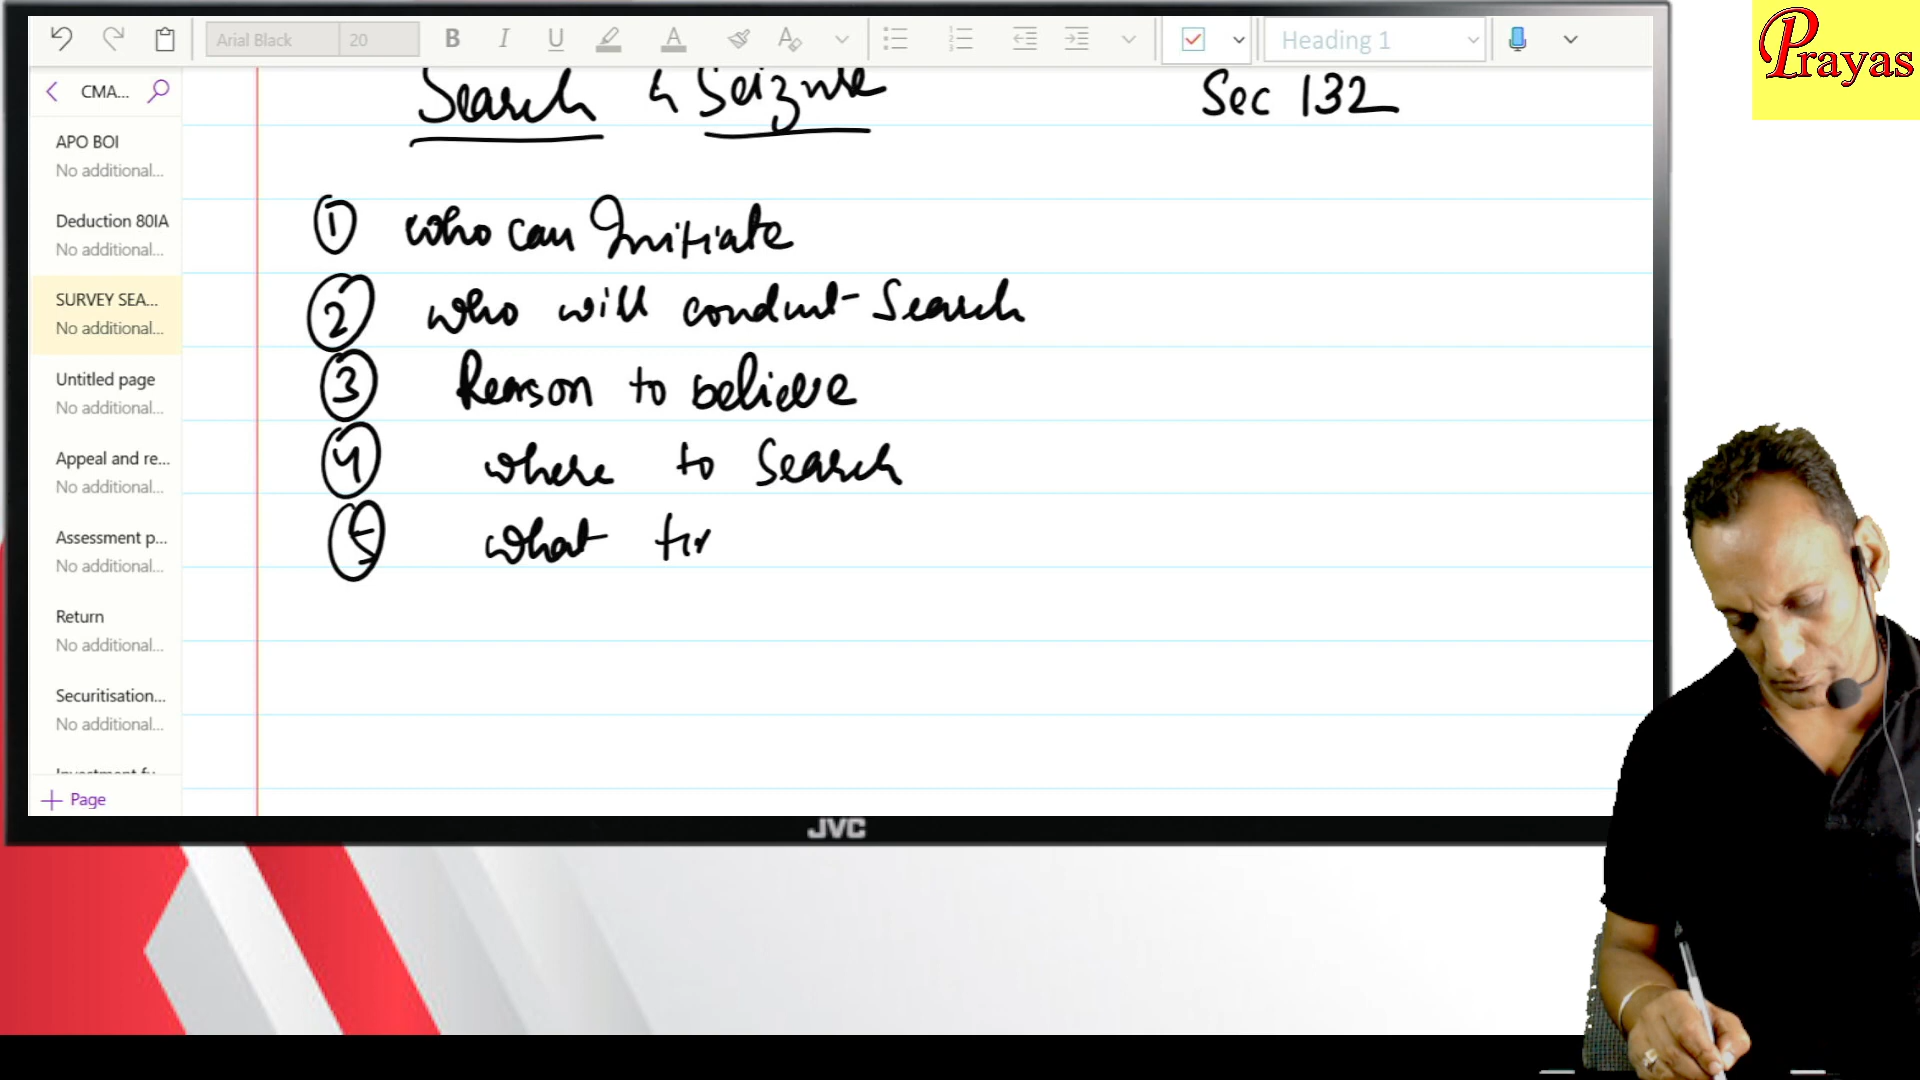 Prayas
Arial Black 20 B I U Heading 1
CMA...
Search & Seizure Sec 132
APO BOI
No additional...
Deduction 80IA
No additional...
SURVEY SEA...
No additional...
Untitled page
No additional...
Appeal and re...
No additional...
Assessment p...
No additional...
Return
No additional...
Securitisation...
No additional...
Page
① who can Initiate
② who will conduct Search
③ Reason to believe
④ where to Search
⑤ what
JVC